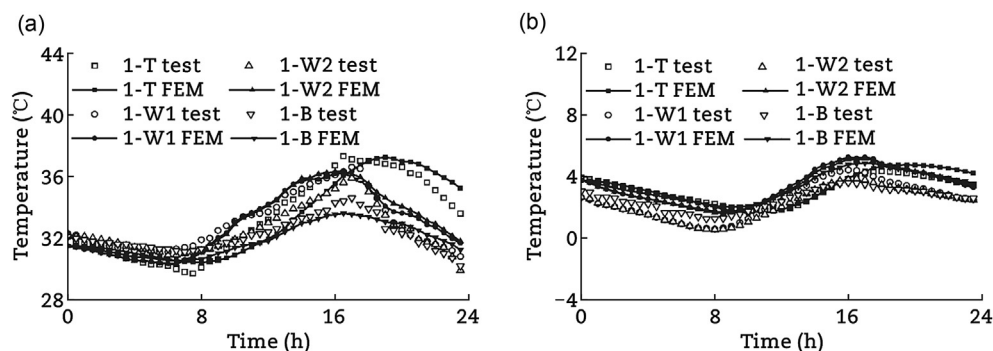 (a)
Temperature (℃)
44
40
36
32
28
1-T test
1-W2 test
1-T FEM
1-W2 FEM
1-W1 test
1-B test
1-W1 FEM
1-B FEM
0
8
16
24
Time (h)
(b)
Temperature (℃)
12
8
4
0
−4
1-T test
1-W2 test
1-T FEM
1-W2 FEM
1-W1 test
1-B test
1-W1 FEM
1-B FEM
0
8
16
24
Time (h)